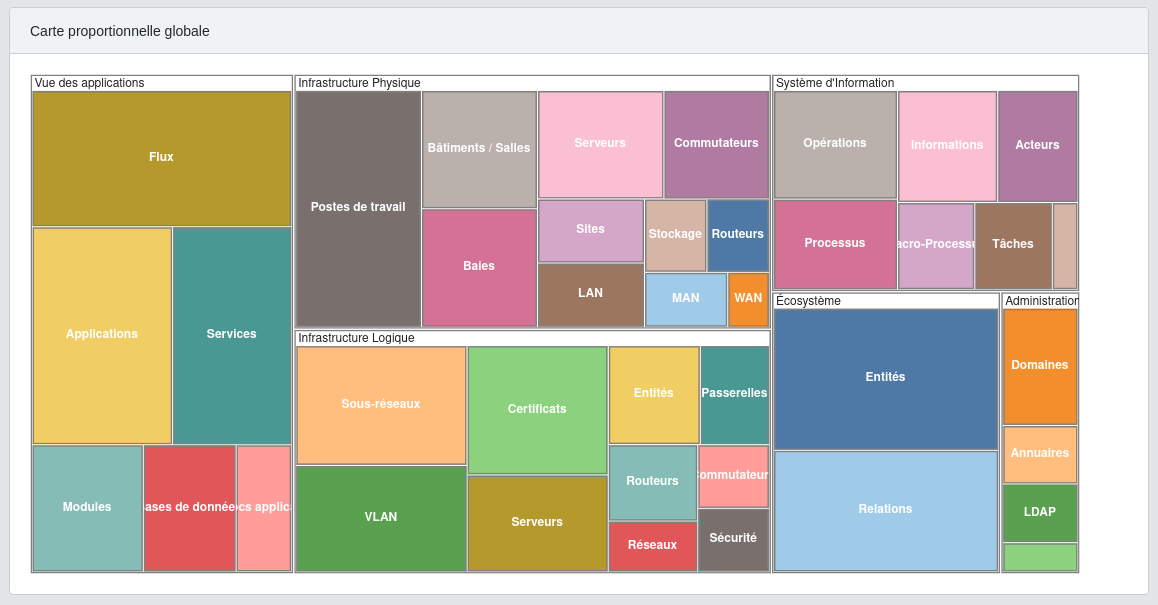 Carte proportionnelle globale
Vue des applications
Flux
Applications
Services
Modules
ases de donnée
cs applica
Infrastructure Physique
Postes de travail
Bâtiments / Salles
Baies
Serveurs
Commutateurs
Sites
LAN
Stockage
Routeurs
MAN
WAN
Infrastructure Logique
Sous-réseaux
VLAN
Certificats
Serveurs
Entités
Passerelles
Routeurs
ommutateur
Réseaux
Sécurité
Système d'Information
Opérations
Informations
Acteurs
Processus
acro-Processu
Tâches
Écosystème
Entités
Relations
Administration
Domaines
Annuaires
LDAP